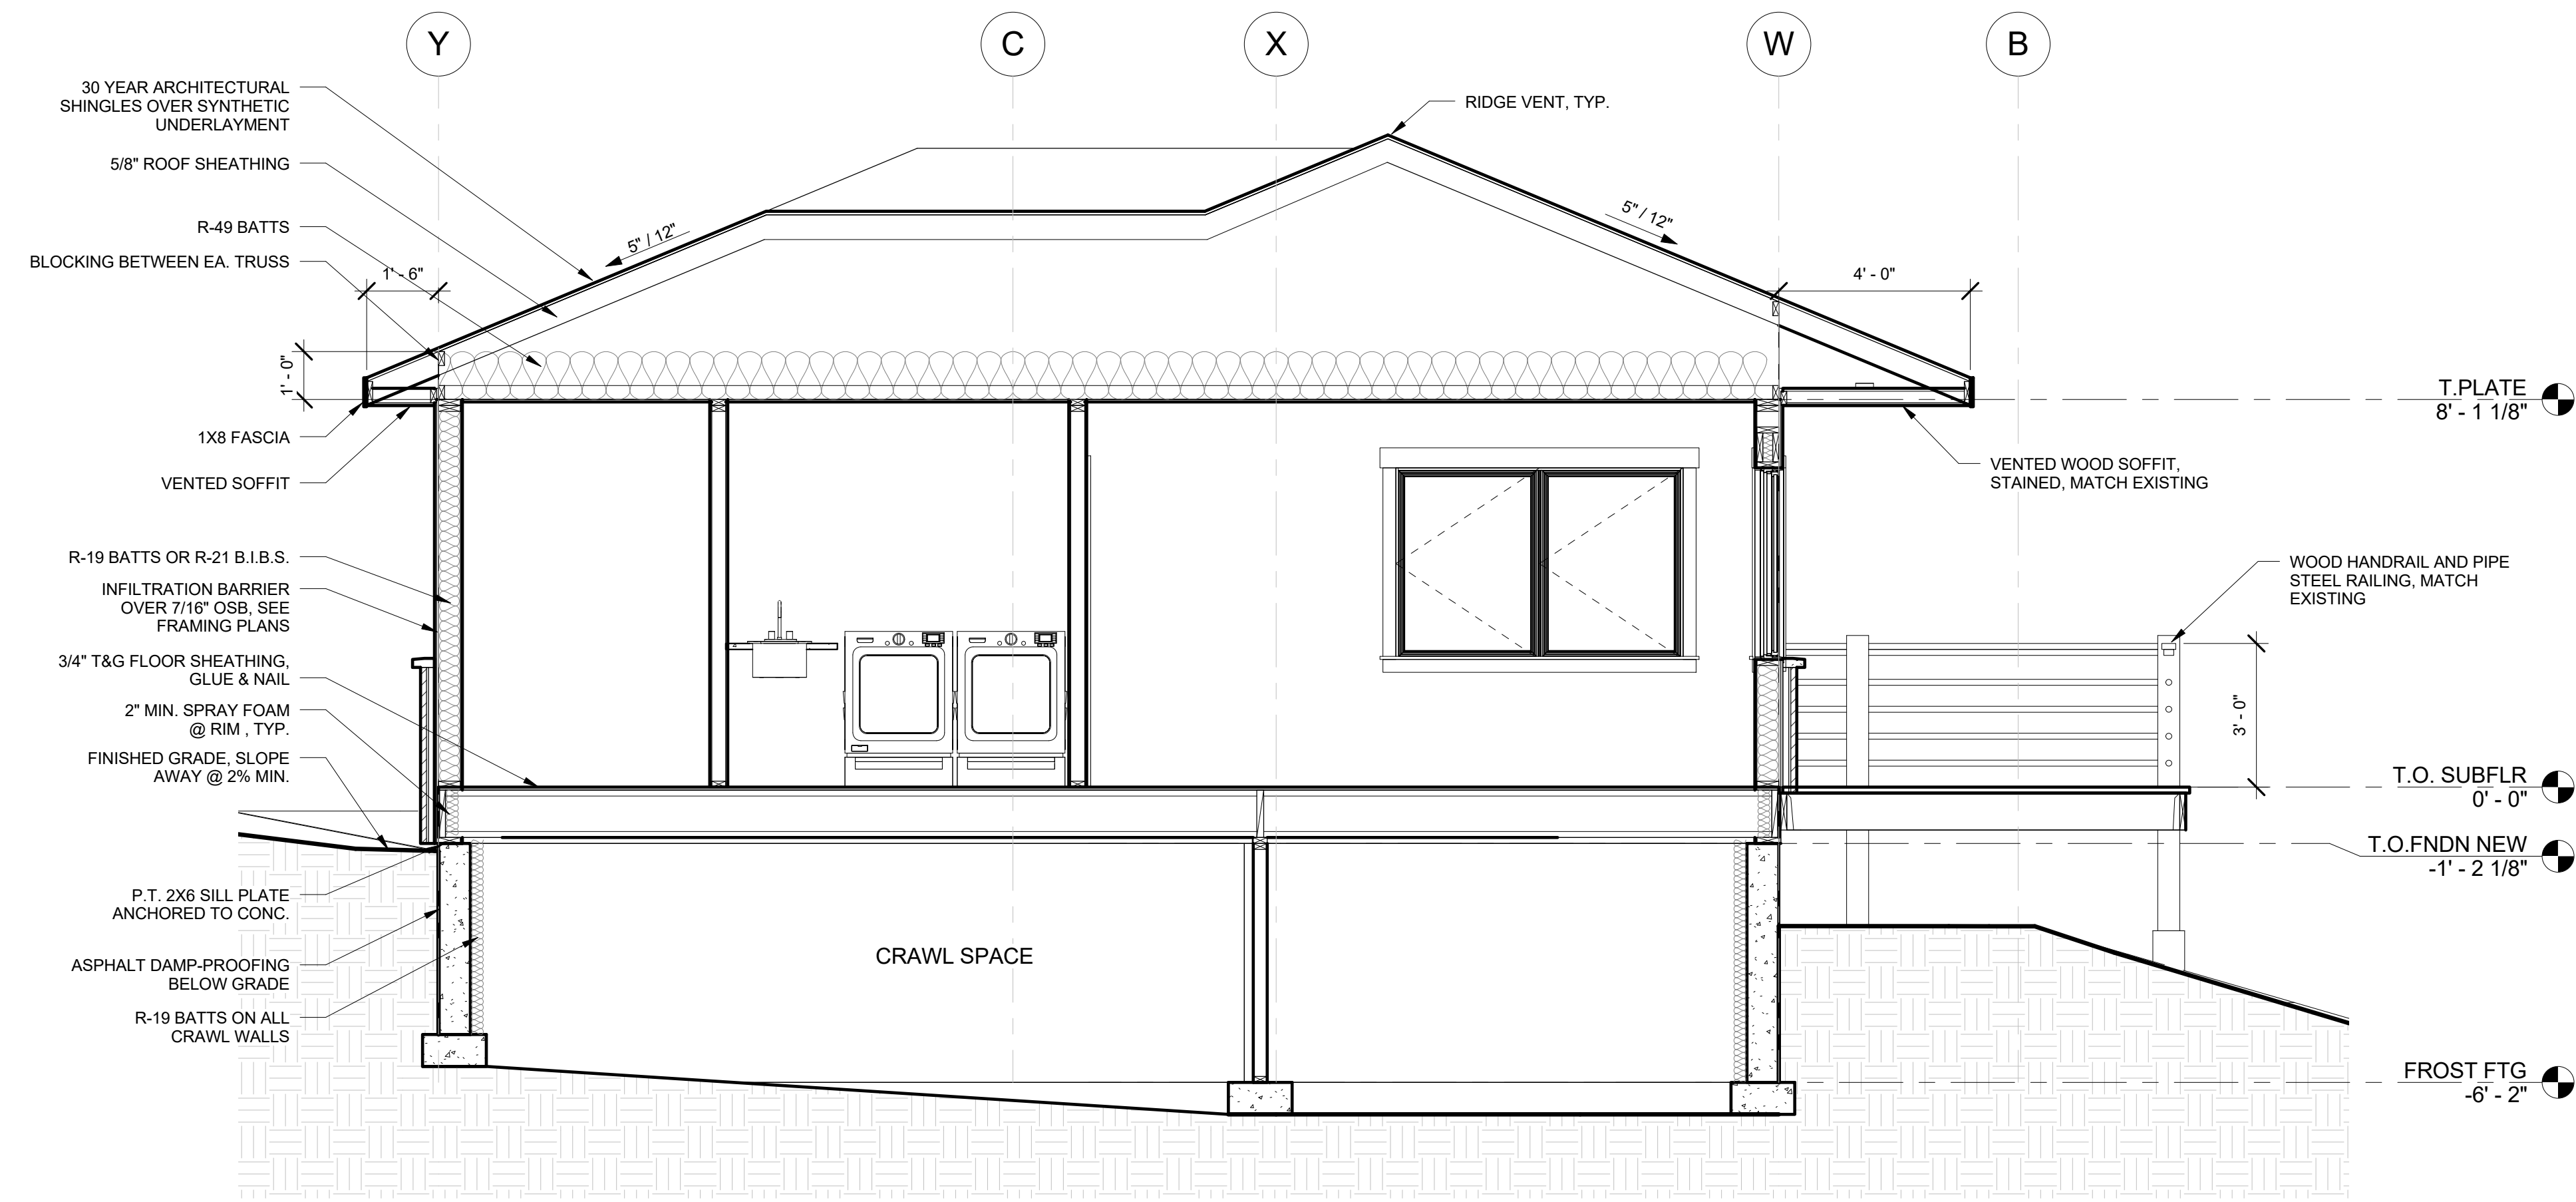 Y
C
X
W
B
30 YEAR ARCHITECTURAL
SHINGLES OVER SYNTHETIC
UNDERLAYMENT
5/8" ROOF SHEATHING
R-49 BATTS
BLOCKING BETWEEN EA. TRUSS
1' - 6"
1' - 0"
1X8 FASCIA
VENTED SOFFIT
R-19 BATTS OR R-21 B.I.B.S.
INFILTRATION BARRIER
OVER 7/16" OSB, SEE
FRAMING PLANS
3/4" T&G FLOOR SHEATHING,
GLUE & NAIL
2" MIN. SPRAY FOAM
@ RIM , TYP.
FINISHED GRADE, SLOPE
AWAY @ 2% MIN.
P.T. 2X6 SILL PLATE
ANCHORED TO CONC.
ASPHALT DAMP-PROOFING
BELOW GRADE
R-19 BATTS ON ALL
CRAWL WALLS
5" / 12"
RIDGE VENT, TYP.
5" / 12"
4' - 0"
CRAWL SPACE
VENTED WOOD SOFFIT,
STAINED, MATCH EXISTING
WOOD HANDRAIL AND PIPE
STEEL RAILING, MATCH
EXISTING
3' - 0"
T.PLATE
8' - 1 1/8"
T.O. SUBFLR
0' - 0"
T.O.FNDN NEW
-1' - 2 1/8"
FROST FTG
-6' - 2"